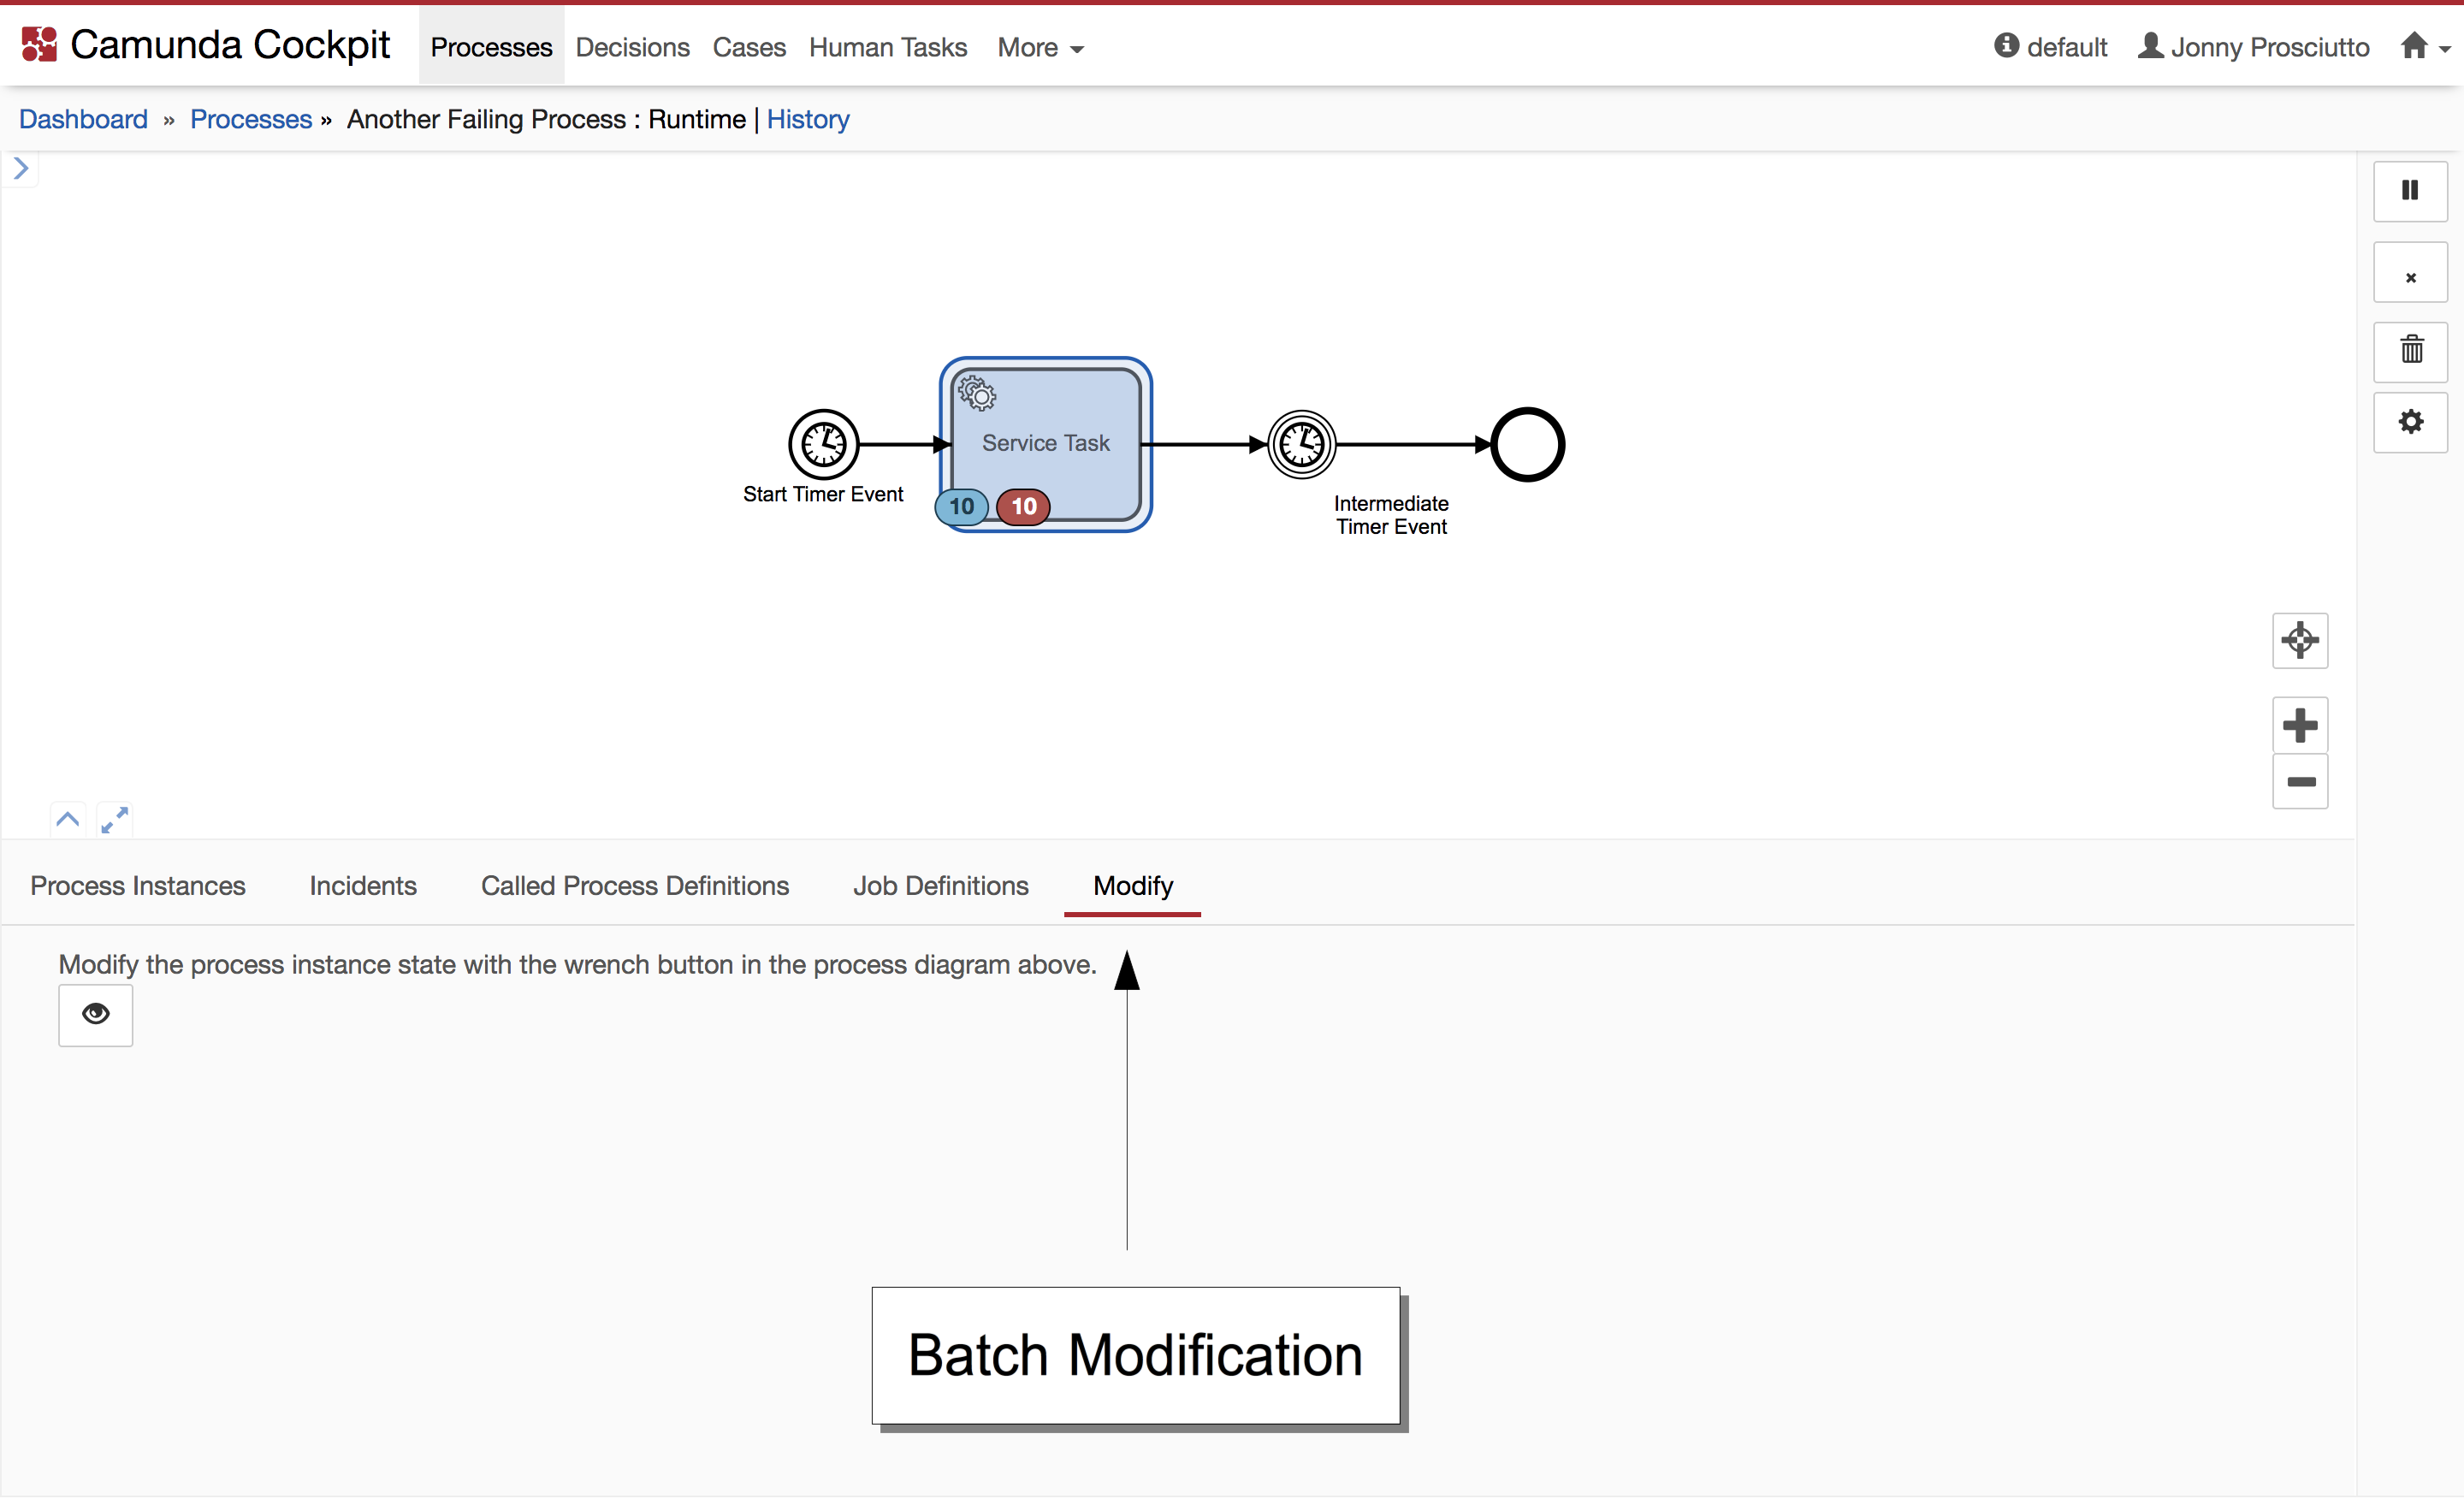 Camunda Cockpit Processes Decisions Cases Human Tasks More default Jonny Prosciutto
Dashboard » Processes » Another Failing Process : Runtime | History
Service Task
Start Timer Event
10 10
Intermediate
Timer Event
Process Instances Incidents Called Process Definitions Job Definitions Modify
Modify the process instance state with the wrench button in the process diagram above.
Batch Modification